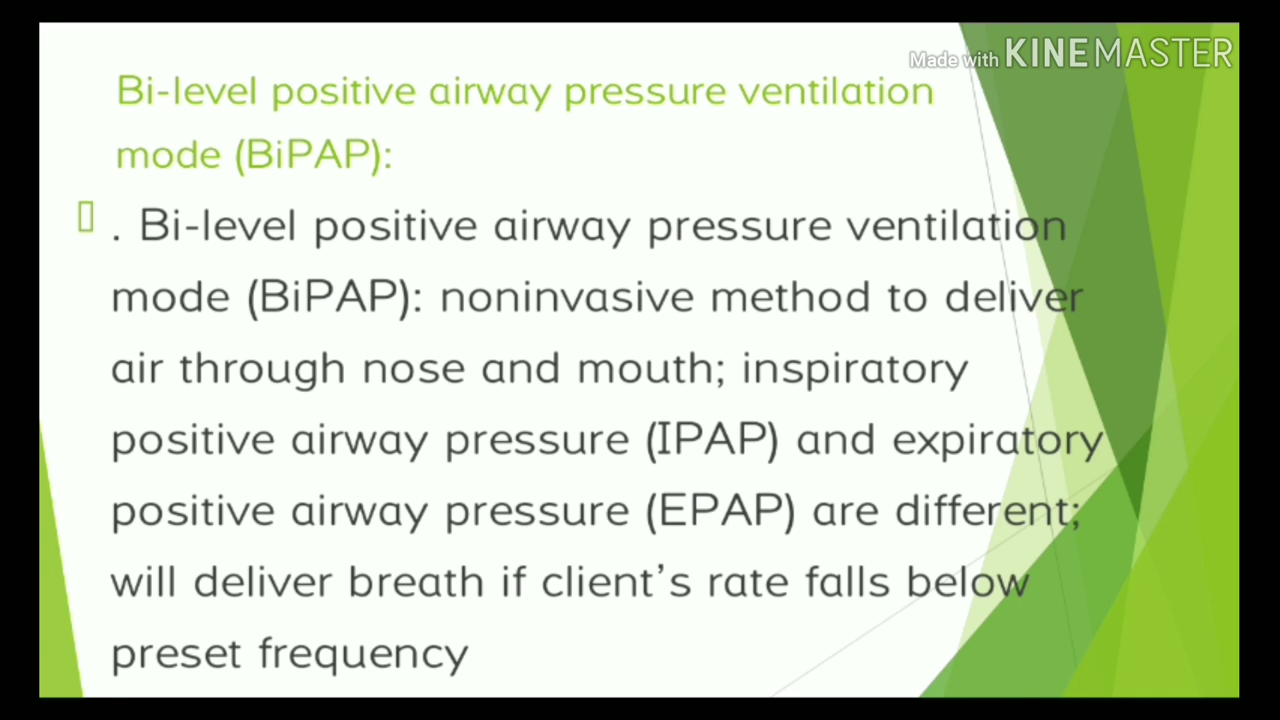 Made with KINEMASTER
Bi-level positive airway pressure ventilation
mode (BiPAP):
. Bi-level positive airway pressure ventilation
mode (BiPAP): noninvasive method to deliver
air through nose and mouth; inspiratory
positive airway pressure (IPAP) and expiratory
positive airway pressure (EPAP) are different;
will deliver breath if client’s rate falls below
preset frequency